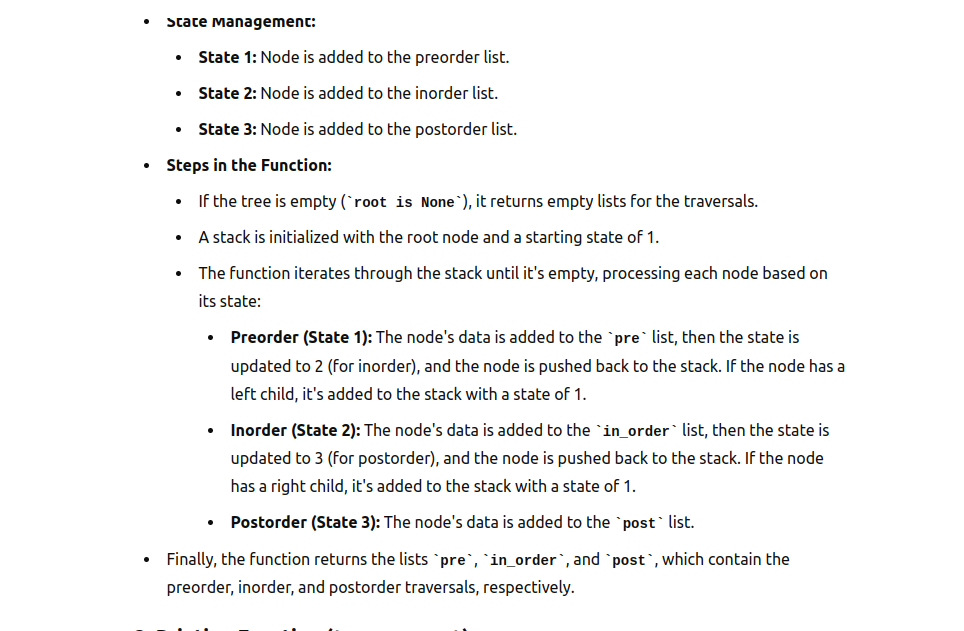 • State Management:
• State 1: Node is added to the preorder list.
• State 2: Node is added to the inorder list.
• State 3: Node is added to the postorder list.
• Steps in the Function:
• If the tree is empty (`root is None`), it returns empty lists for the traversals.
• A stack is initialized with the root node and a starting state of 1.
• The function iterates through the stack until it's empty, processing each node based on
its state:
• Preorder (State 1): The node's data is added to the `pre` list, then the state is
updated to 2 (for inorder), and the node is pushed back to the stack. If the node has a
left child, it's added to the stack with a state of 1.
• Inorder (State 2): The node's data is added to the `in_order` list, then the state is
updated to 3 (for postorder), and the node is pushed back to the stack. If the node
has a right child, it's added to the stack with a state of 1.
• Postorder (State 3): The node's data is added to the `post` list.
• Finally, the function returns the lists `pre`, `in_order`, and `post`, which contain the
preorder, inorder, and postorder traversals, respectively.